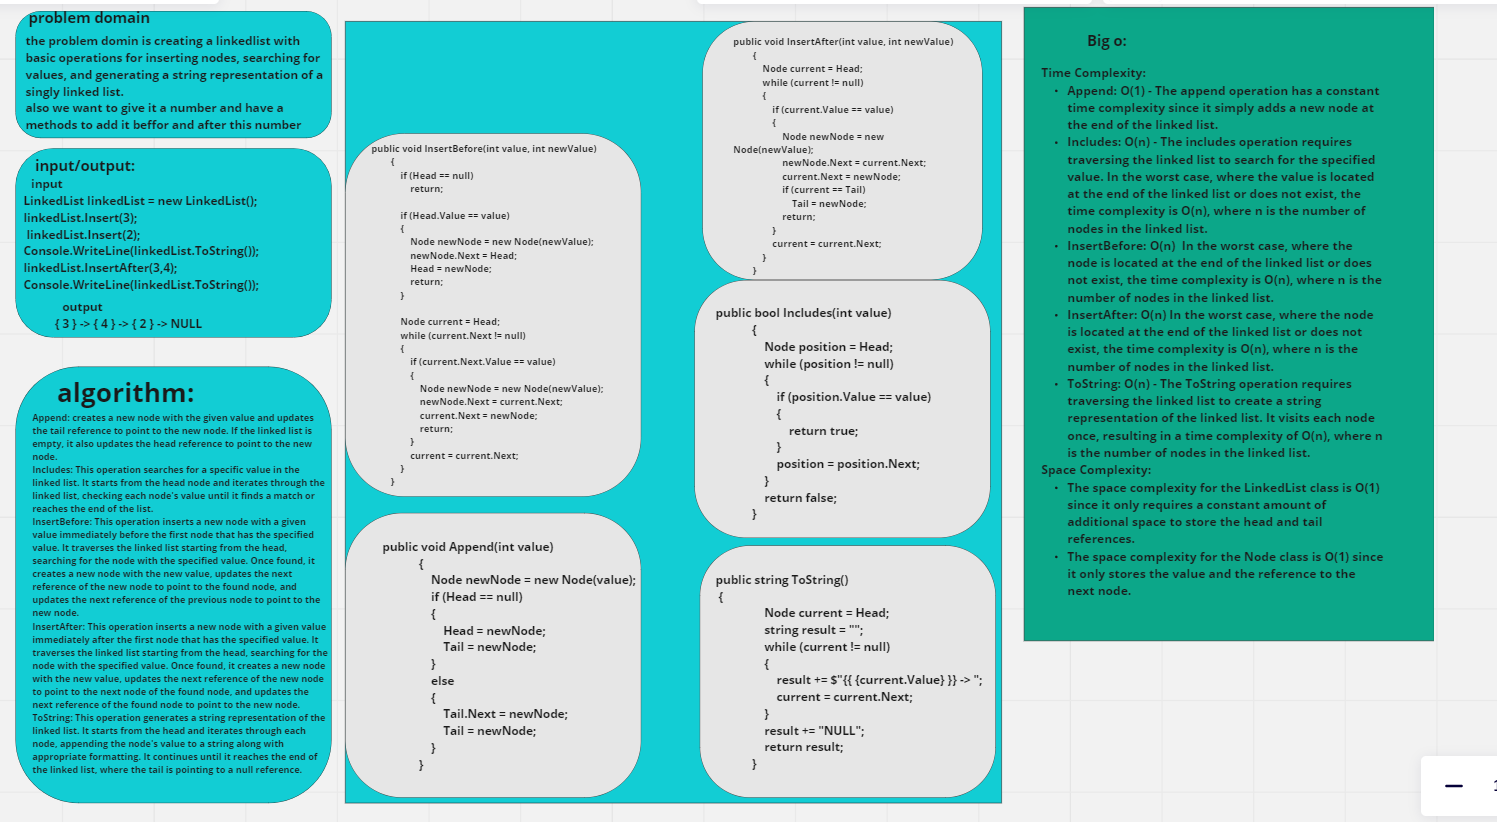 problem domain
the problem domin is creating a linkedlist with
basic operations for inserting nodes, searching for
values, and generating a string representation of a
singly linked list.
also we want to give it a number and have a
methods to add it beffor and after this number
input/output:
input
LinkedList linkedList = new LinkedList();
linkedList.Insert(3);
linkedList.Insert(2);
Console.WriteLine(linkedList.ToString());
linkedList.InsertAfter(3,4);
Console.WriteLine(linkedList.ToString());
output
{ 3 } -> { 4 } -> { 2 } -> NULL
algorithm:
Append: creates a new node with the given value and updates
the tail reference to point to the new node. If the linked list is
empty, it also updates the head reference to point to the new
node.
Includes: This operation searches for a specific value in the
linked list. It starts from the head node and iterates through the
linked list, checking each node's value until it finds a match or
reaches the end of the list.
InsertBefore: This operation inserts a new node with a given
value immediately before the first node that has the specified
value. It traverses the linked list starting from the head,
searching for the node with the specified value. Once found, it
creates a new node with the new value, updates the next
reference of the new node to point to the found node, and
updates the next reference of the previous node to point to the
new node.
InsertAfter: This operation inserts a new node with a given value
immediately after the first node that has the specified value. It
traverses the linked list starting from the head, searching for the
node with the specified value. Once found, it creates a new node
with the new value, updates the next reference of the new node
to point to the next node of the found node, and updates the
next reference of the found node to point to the new node.
ToString: This operation generates a string representation of the
linked list. It starts from the head and iterates through each
node, appending the node's value to a string along with
appropriate formatting. It continues until it reaches the end of
the linked list, where the tail is pointing to a null reference.
public void InsertBefore(int value, int newValue)
{
if (Head == null)
return;
if (Head.Value == value)
{
Node newNode = new Node(newValue);
newNode.Next = Head;
Head = newNode;
return;
}
Node current = Head;
while (current.Next != null)
{
if (current.Next.Value == value)
{
Node newNode = new Node(newValue);
newNode.Next = current.Next;
current.Next = newNode;
return;
}
current = current.Next;
}
}
public void Append(int value)
{
Node newNode = new Node(value);
if (Head == null)
{
Head = newNode;
Tail = newNode;
}
else
{
Tail.Next = newNode;
Tail = newNode;
}
}
public void InsertAfter(int value, int newValue)
{
Node current = Head;
while (current != null)
{
if (current.Value == value)
{
Node newNode = new
Node(newValue);
newNode.Next = current.Next;
current.Next = newNode;
if (current == Tail)
Tail = newNode;
return;
}
current = current.Next;
}
}
public bool Includes(int value)
{
Node position = Head;
while (position != null)
{
if (position.Value == value)
{
return true;
}
position = position.Next;
}
return false;
}
public string ToString()
{
Node current = Head;
string result = "";
while (current != null)
{
result += $"{{ {current.Value} }} -> ";
current = current.Next;
}
result += "NULL";
return result;
}
Big o:
Time Complexity:
• Append: O(1) - The append operation has a constant
time complexity since it simply adds a new node at
the end of the linked list.
• Includes: O(n) - The includes operation requires
traversing the linked list to search for the specified
value. In the worst case, where the value is located
at the end of the linked list or does not exist, the
time complexity is O(n), where n is the number of
nodes in the linked list.
• InsertBefore: O(n) In the worst case, where the
node is located at the end of the linked list or does
not exist, the time complexity is O(n), where n is the
number of nodes in the linked list.
• InsertAfter: O(n) In the worst case, where the node
is located at the end of the linked list or does not
exist, the time complexity is O(n), where n is the
number of nodes in the linked list.
• ToString: O(n) - The ToString operation requires
traversing the linked list to create a string
representation of the linked list. It visits each node
once, resulting in a time complexity of O(n), where n
is the number of nodes in the linked list.
Space Complexity:
• The space complexity for the LinkedList class is O(1)
since it only requires a constant amount of
additional space to store the head and tail
references.
• The space complexity for the Node class is O(1) since
it only stores the value and the reference to the
next node.